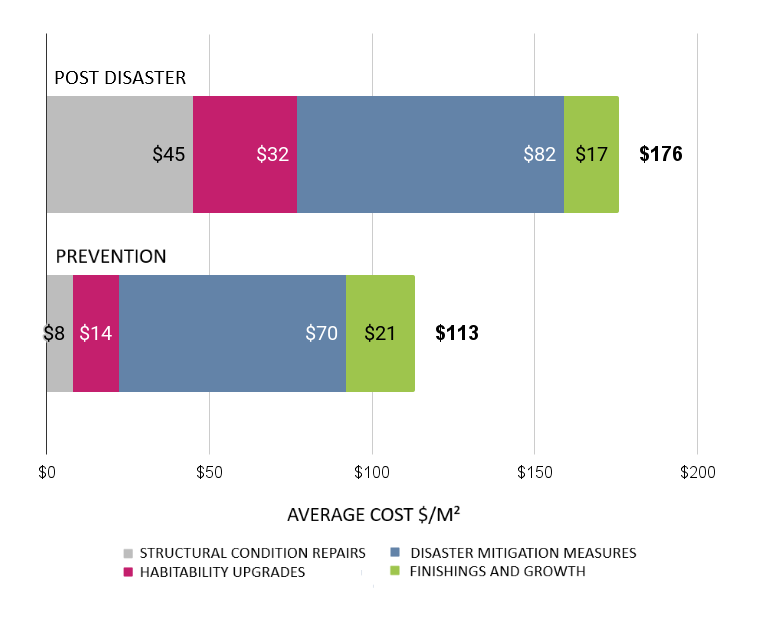 POST DISASTER
$45 $32 $82 $17 $176
PREVENTION
$8 $14 $70 $21 $113
$0 $50 $100 $150 $200
AVERAGE COST $/M²
STRUCTURAL CONDITION REPAIRS DISASTER MITIGATION MEASURES
HABITABILITY UPGRADES FINISHINGS AND GROWTH